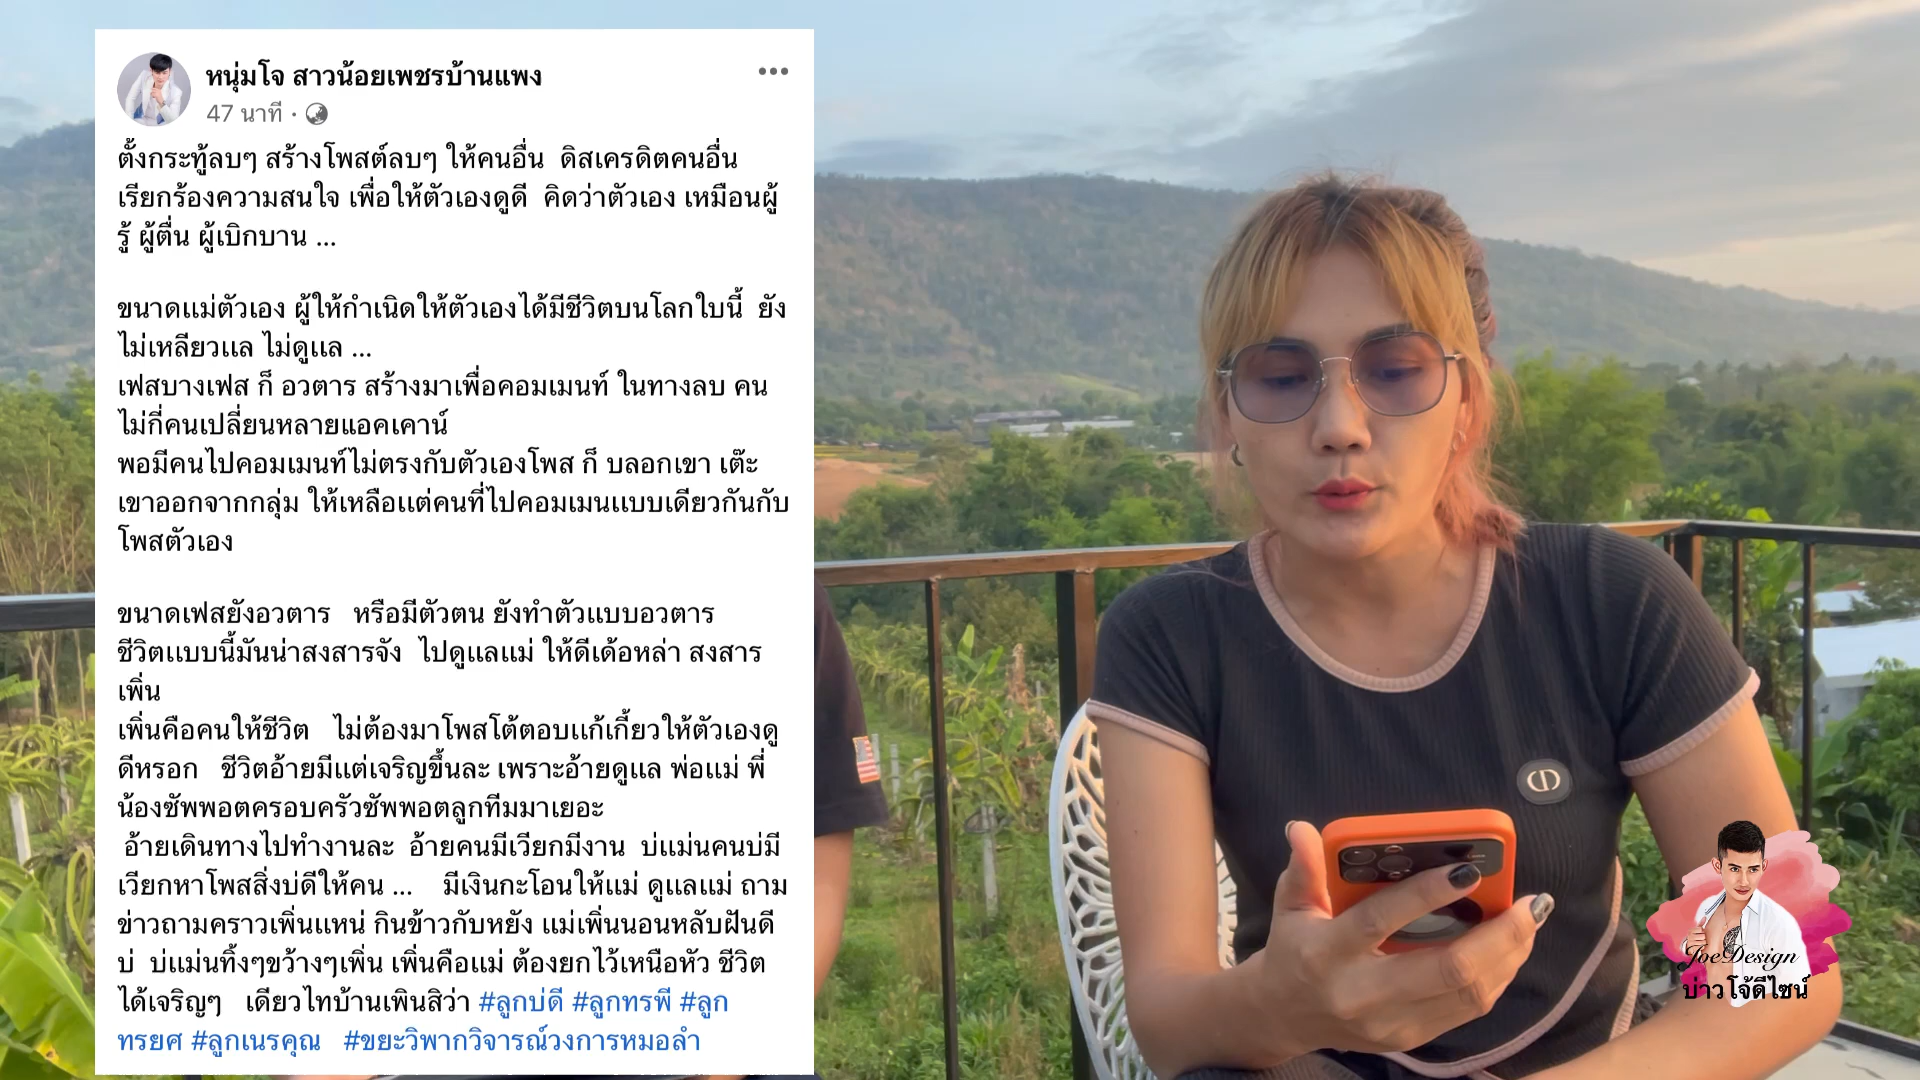 หนุ่มโจ สาวน้อยเพชรบ้านแพง
47 นาที ·
ตั้งกระทู้ลบๆ สร้างโพสต์ลบๆ ให้คนอื่น  ดิสเครดิตคนอื่น
เรียกร้องความสนใจ เพื่อให้ตัวเองดูดี  คิดว่าตัวเอง เหมือนผู้
รู้ ผู้ตื่น ผู้เบิกบาน ...
ขนาดแม่ตัวเอง ผู้ให้กำเนิดให้ตัวเองได้มีชีวิตบนโลกใบนี้  ยัง
ไม่เหลียวแล ไม่ดูแล ...
เฟสบางเฟส ก็ อวตาร สร้างมาเพื่อคอมเมนท์ ในทางลบ คน
ไม่กี่คนเปลี่ยนหลายแอคเคาน์
พอมีคนไปคอมเมนท์ไม่ตรงกับตัวเองโพส ก็ บลอกเขา เต๊ะ
เขาออกจากกลุ่ม ให้เหลือแต่คนที่ไปคอมเมนแบบเดียวกันกับ
โพสตัวเอง
ขนาดเฟสยังอวตาร   หรือมีตัวตน ยังทำตัวแบบอวตาร
ชีวิตแบบนี้มันน่าสงสารจัง  ไปดูแลแม่ ให้ดีเด้อหล่า สงสาร
เพิ่น
เพิ่นคือคนให้ชีวิต   ไม่ต้องมาโพสโต้ตอบแก้เกี้ยวให้ตัวเองดู
ดีหรอก   ชีวิตอ้ายมีแต่เจริญขึ้นละ เพราะอ้ายดูแล พ่อแม่ พี่
น้องซัพพอตครอบครัวซัพพอตลูกทีมมาเยอะ
อ้ายเดินทางไปทำงานละ  อ้ายคนมีเวียกมีงาน  บ่แม่นคนบ่มี
เวียกหาโพสสิ่งบ่ดีให้คน ...    มีเงินกะโอนให้แม่ ดูแลแม่ ถาม
ข่าวถามคราวเพิ่นแหน่ กินข้าวกับหยัง แม่เพิ่นนอนหลับฝันดี
บ่  บ่แม่นทิ้งๆขว้างๆเพิ่น เพิ่นคือแม่ ต้องยกไว้เหนือหัว ชีวิต
ได้เจริญๆ   เดียวไทบ้านเพินสิว่า #ลูกบ่ดี #ลูกทรพี #ลูก
ทรยศ #ลูกเนรคุณ   #ขยะวิพากวิจารณ์วงการหมอลำ
JoeDesign
บ่าวโจ้ดีไซน์